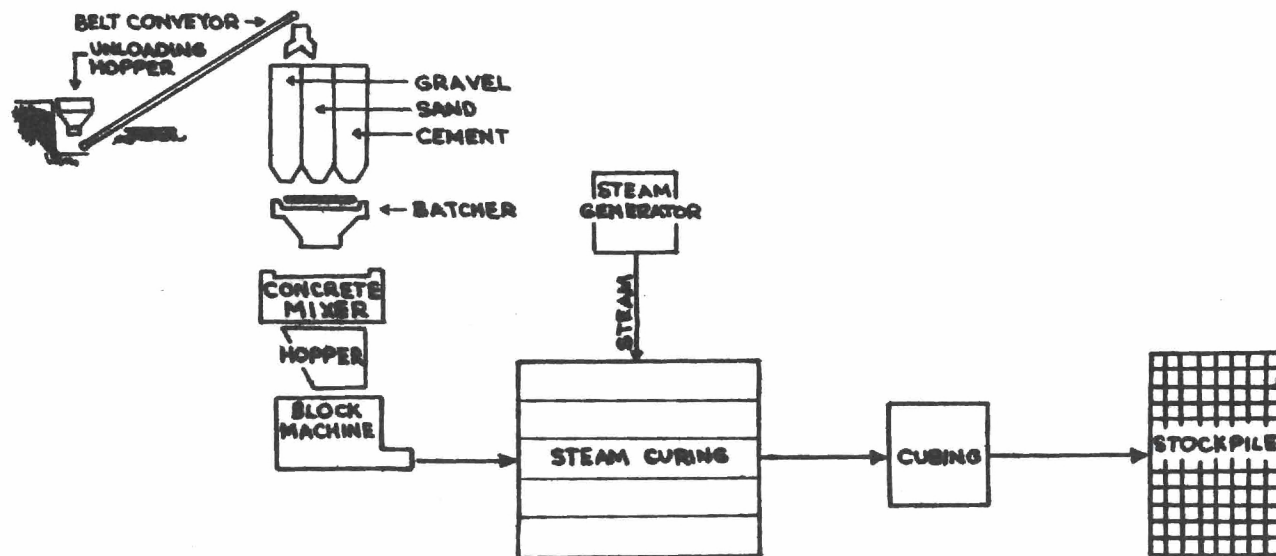 BELT CONVEYOR
UNLOADING
HOPPER
GRAVEL
SAND
CEMENT
BATCHER
STEAM
GENERATOR
STEAM
CONCRETE
MIXER
HOPPER
BLOCK
MACHINE
STEAM CURING
CUBING
STOCKPILE